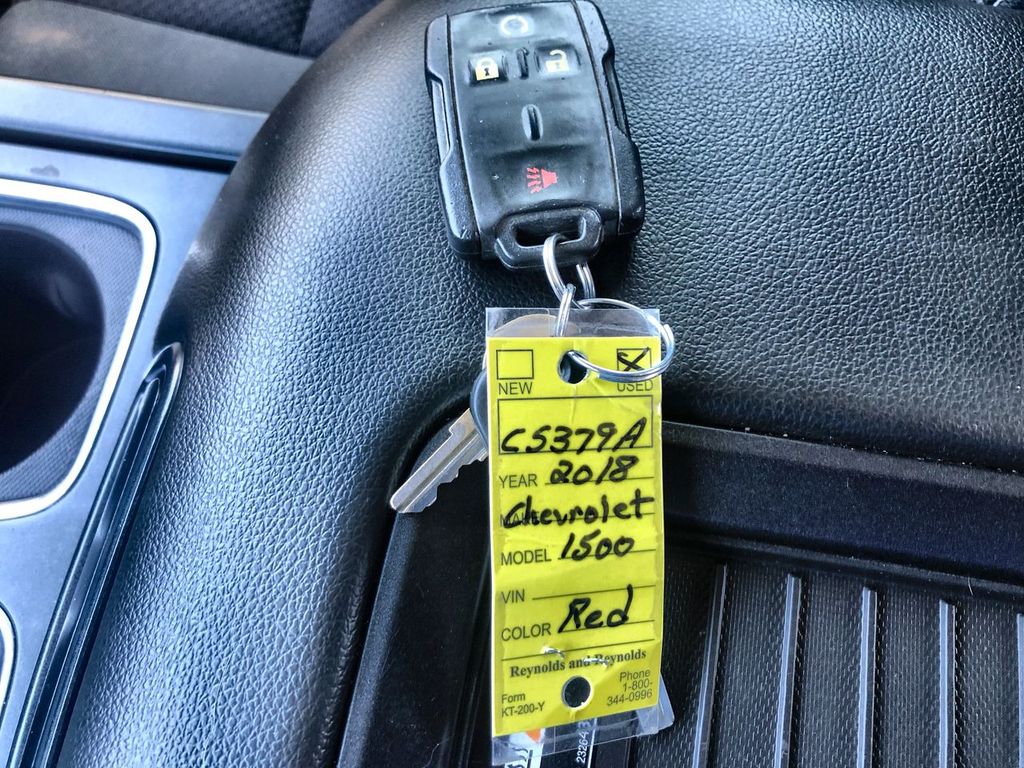 NEW USED
C5379A
YEAR 2018
Chevrolet
MODEL 1500
VIN
COLOR Red
Reynolds and Reynolds
Form
KT-200-Y
Phone
1-800-
344-0996